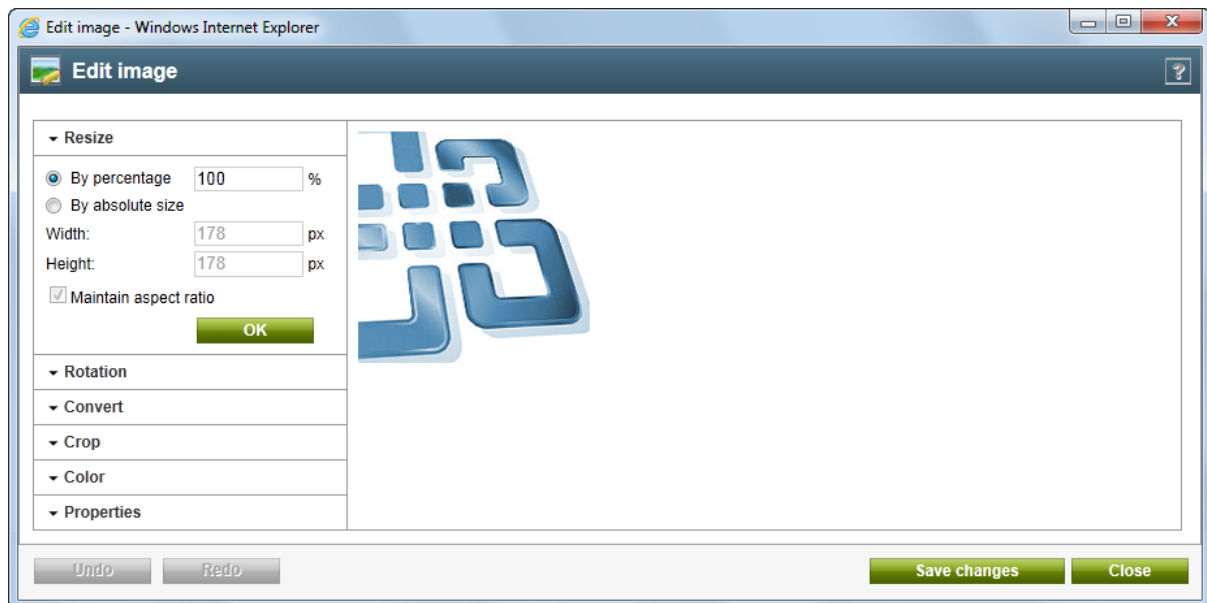 Edit image - Windows Internet Explorer
Edit image
?
Resize
By percentage 100 %
By absolute size
Width: 178 px
Height: 178 px
Maintain aspect ratio
OK
Rotation
Convert
Crop
Color
Properties
Undo Redo Save changes Close